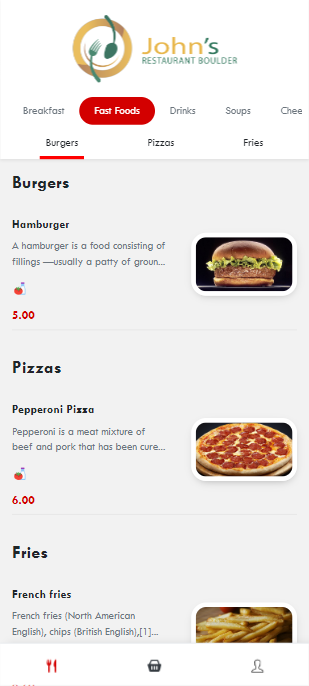 John's
RESTAURANT BOULDER
Breakfast Fast Foods Drinks Soups Chee
Burgers Pizzas Fries
Burgers
Hamburger
A hamburger is a food consisting of
fillings —usually a patty of groun...
5.00
Pizzas
Pepperoni Pizza
Pepperoni is a meat mixture of
beef and pork that has been cure...
6.00
Fries
French fries
French fries (North American
English), chips (British English),[1]...